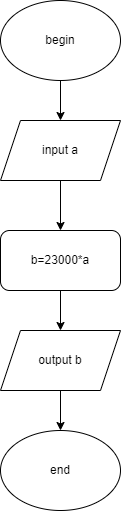 begin
input a
b=23000*a
output b
end